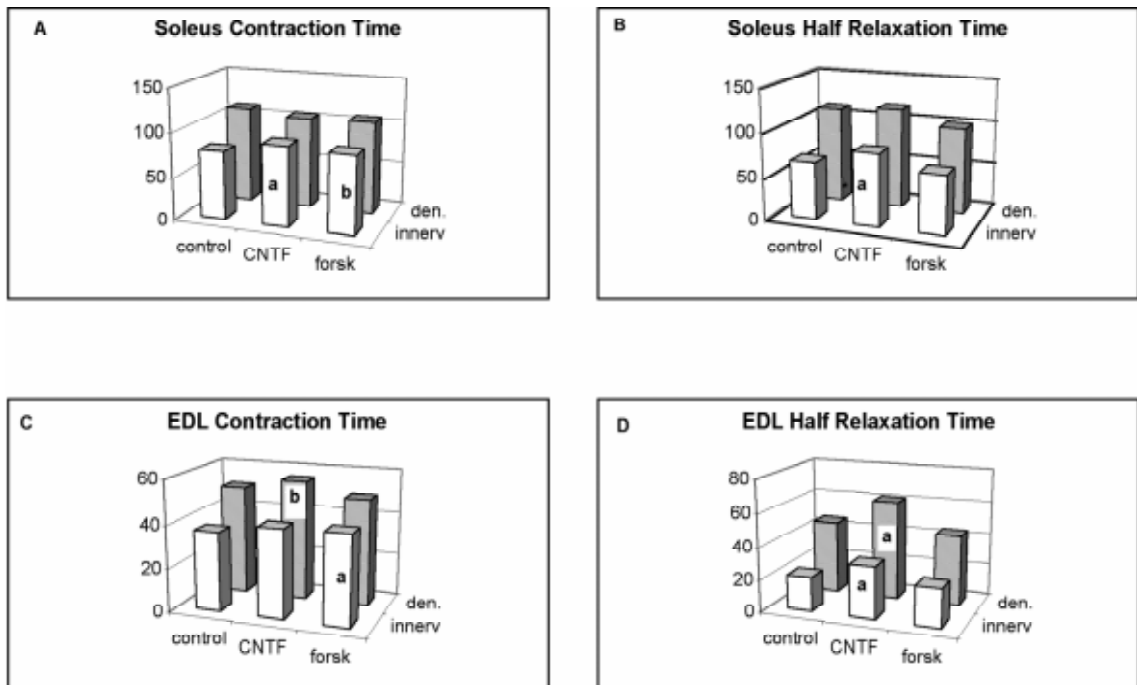 A
Soleus Contraction Time
150
100
50
0
a
b
control
CNTF
forsk
den.
innerv
B
Soleus Half Relaxation Time
150
100
50
0
a
control
CNTF
forsk
den.
innerv
C
EDL Contraction Time
60
40
20
0
b
a
control
CNTF
forsk
den.
innerv
D
EDL Half Relaxation Time
80
60
40
20
0
a
a
control
CNTF
forsk
den.
innerv